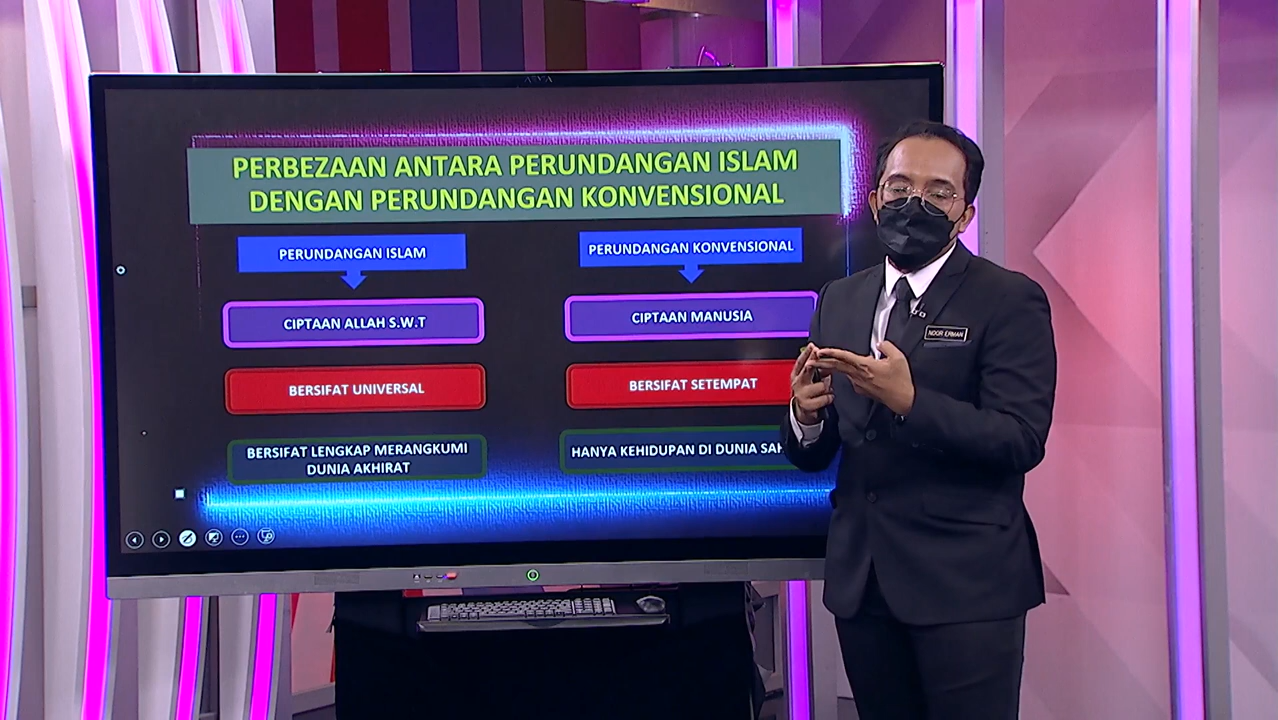 PERBEZAAN ANTARA PERUNDANGAN ISLAM
DENGAN PERUNDANGAN KONVENSIONAL
PERUNDANGAN ISLAM
PERUNDANGAN KONVENSIONAL
CIPTAAN ALLAH S.W.T
CIPTAAN MANUSIA
BERSIFAT UNIVERSAL
BERSIFAT SETEMPAT
BERSIFAT LENGKAP MERANGKUMI
DUNIA AKHIRAT
HANYA KEHIDUPAN DI DUNIA SAH
NOOR ERMAN